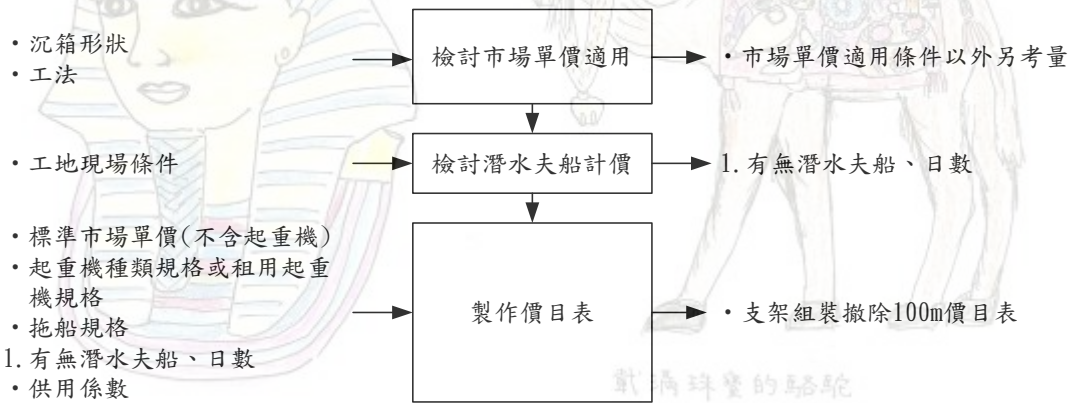 ・沉箱形狀
・工法
檢討市場單價適用
・市場單價適用條件以外另考量
・工地現場條件
檢討潛水夫船計價
1.有無潛水夫船、日數
・標準市場單價(不含起重機)
・起重機種類規格或租用起重
機規格
・拖船規格
1.有無潛水夫船、日數
・供用係數
製作價目表
・支架組裝撤除100m價目表
戴滿珠寶的駱駝